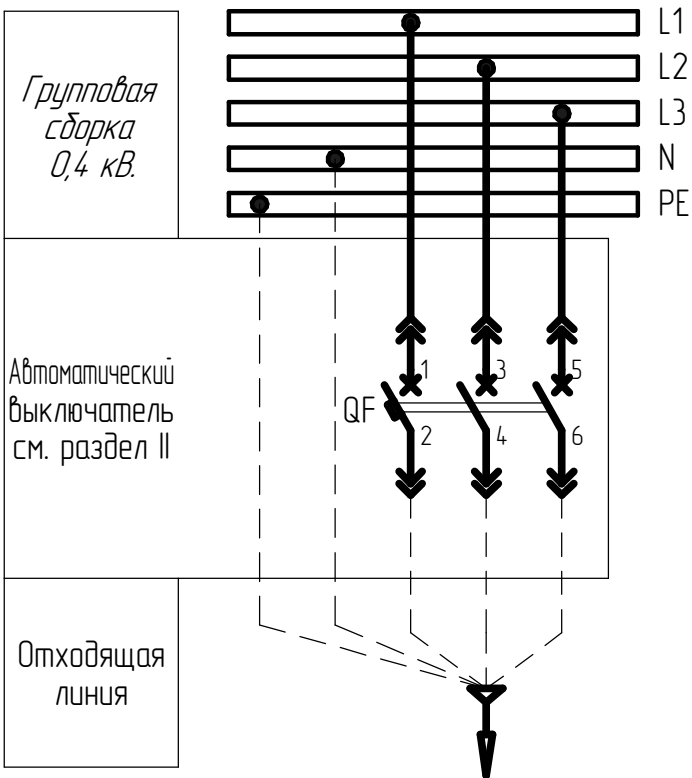 L1
L2
L3
N
PE
Групповая
сборка
0,4 кВ.
1 3 5
Автоматический
выключатель
см. раздел II
QF
2 4 6
Отходящая
линия